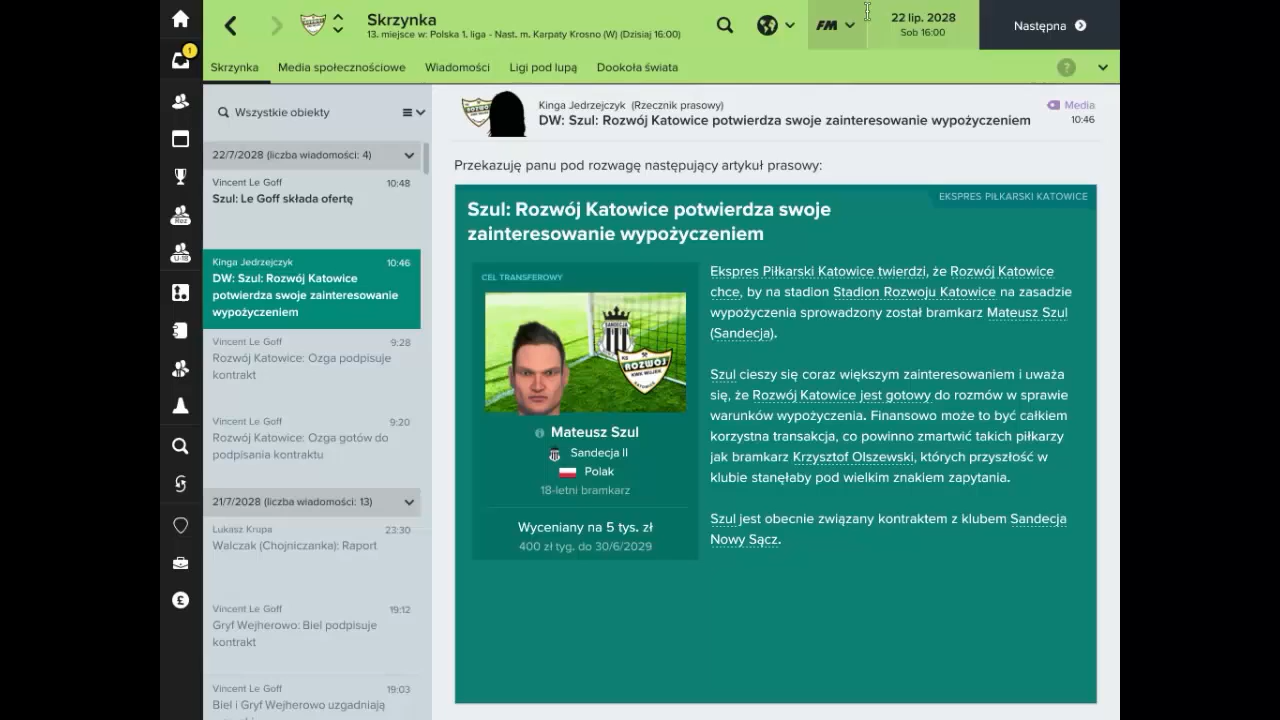 Skrzynka
13. miejsce w: Polska 1. liga - Nast. m. Karpaty Krosno (W) (Dzisiaj 16:00)
FM
22 lip. 2028
Sob 16:00
Następna
Skrzynka
Media społecznościowe
Wiadomości
Ligi pod lupą
Dookoła świata
?
1
Roz
U-18
Wszystkie obiekty
22/7/2028 (liczba wiadomości: 4)
Vincent Le Goff 10:48
Szul: Le Goff składa ofertę
Kinga Jedrzejczyk 10:46
DW: Szul: Rozwój Katowice
potwierdza swoje zainteresowanie
wypożyczeniem
Vincent Le Goff 9:28
Rozwój Katowice: Ozga podpisuje
kontrakt
Vincent Le Goff 9:20
Rozwój Katowice: Ozga gotów do
podpisania kontraktu
21/7/2028 (liczba wiadomości: 13)
Lukasz Krupa 23:30
Walczak (Chojniczanka): Raport
Vincent Le Goff 19:12
Gryf Wejherowo: Biel podpisuje
kontrakt
Vincent Le Goff 19:03
Biel i Gryf Wejherowo uzgadniają
Kinga Jedrzejczyk (Rzecznik prasowy)
DW: Szul: Rozwój Katowice potwierdza swoje zainteresowanie wypożyczeniem
Media
10:46
Przekazuję panu pod rozwagę następujący artykuł prasowy:
EKSPRES PIŁKARSKI KATOWICE
Szul: Rozwój Katowice potwierdza swoje
zainteresowanie wypożyczeniem
CEL TRANSFEROWY
SANDECJA
ROZWÓJ
KATOWICE
Mateusz Szul
Sandecja II
Polak
18-letni bramkarz
Wyceniany na 5 tys. zł
400 zł tyg. do 30/6/2029
Ekspres Piłkarski Katowice twierdzi, że Rozwój Katowice
chce, by na stadion Stadion Rozwoju Katowice na zasadzie
wypożyczenia sprowadzony został bramkarz Mateusz Szul
(Sandecja).
Szul cieszy się coraz większym zainteresowaniem i uważa
się, że Rozwój Katowice jest gotowy do rozmów w sprawie
warunków wypożyczenia. Finansowo może to być całkiem
korzystna transakcja, co powinno zmartwić takich piłkarzy
jak bramkarz Krzysztof Olszewski, których przyszłość w
klubie stanęłaby pod wielkim znakiem zapytania.
Szul jest obecnie związany kontraktem z klubem Sandecja
Nowy Sącz.